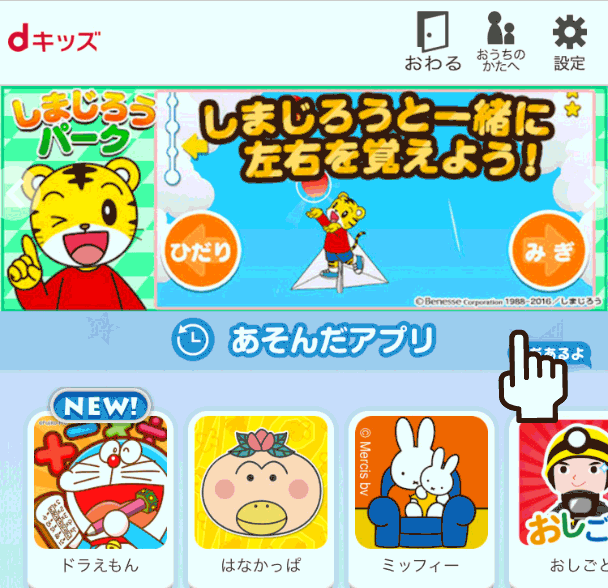 dキッズ
おわる
おうちの
かたへ
設定
しまじろう
パーク
しまじろうと一緒に
左右を覚えよう!
ひだり
みぎ
©Benesse Corporation 1988-2016/しまじろう
あそんだアプリ
があるよ
NEW!
© Mercis bv
おしご
ドラえもん
はなかっぱ
ミッフィー
おしごと